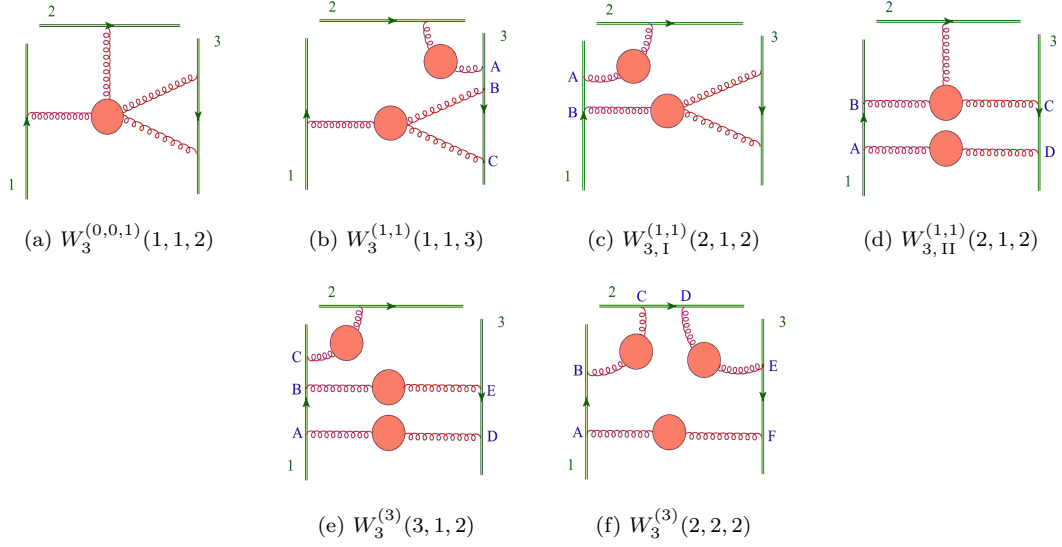 2
1
3
(a) $W_3^{(0,0,1)}(1,1,2)$
2
3
A
B
C
1
(b) $W_3^{(1,1)}(1,1,3)$
2
3
A
B
1
(c) $W_{3,\,\mathrm{I}}^{(1,1)}(2,1,2)$
2
3
B
C
A
D
1
(d) $W_{3,\,\mathrm{II}}^{(1,1)}(2,1,2)$
2
3
C
B
E
A
D
1
(e) $W_3^{(3)}(3,1,2)$
2
C
D
3
B
E
A
F
1
(f) $W_3^{(3)}(2,2,2)$